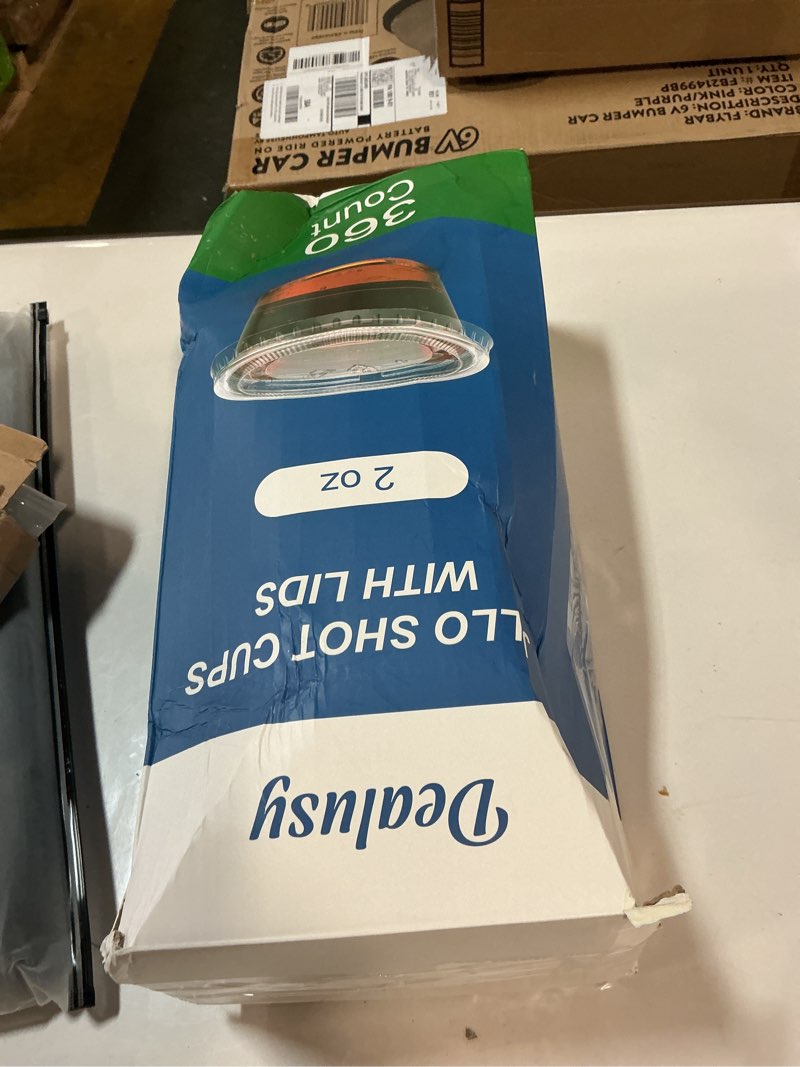 Dealusy
LLO SHOT CUPS
WITH LIDS
2 oz
360
Count
6V BUMPER CAR
BATTERY POWERED RIDE ON
BRAND: FLYBAR
DESCRIPTION: 6V BUMPER CAR
COLOR: PINK/PURPLE
ITEM #: FB21499BP
QTY: 1 UNIT